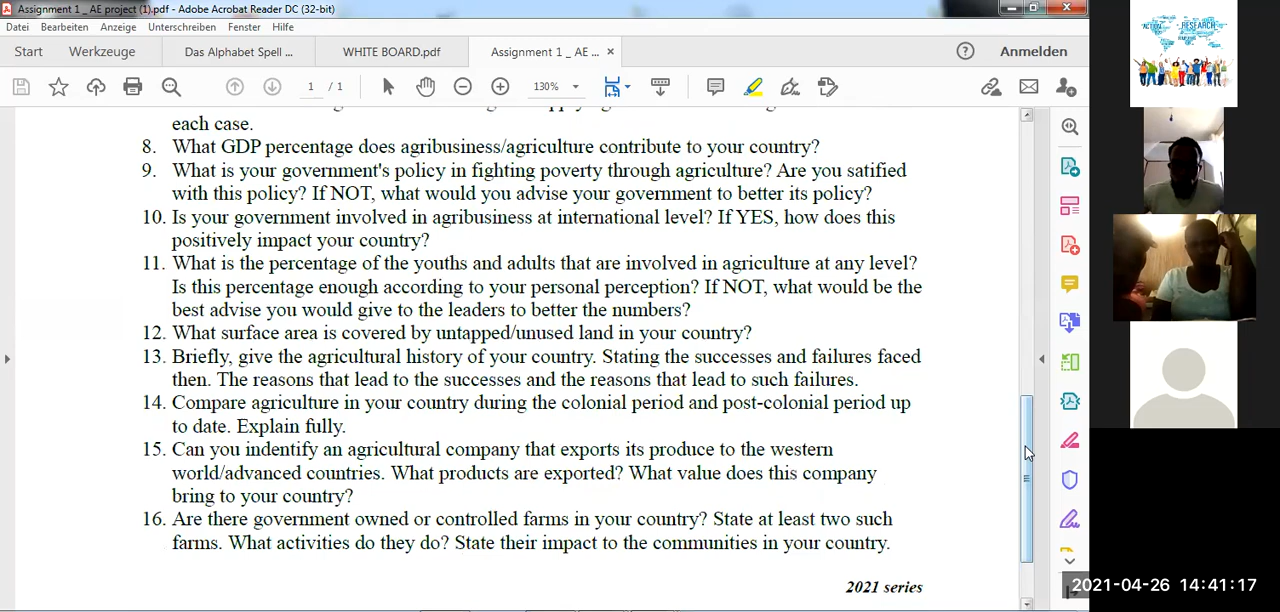 Assignment 1 _ AE project (1).pdf - Adobe Acrobat Reader DC (32-bit)
Datei Bearbeiten Anzeige Unterschreiben Fenster Hilfe
Start Werkzeuge Das Alphabet Spell ... WHITE BOARD.pdf Assignment 1 _ AE ... × ? Anmelden
1 / 1 130%
each case.
8. What GDP percentage does agribusiness/agriculture contribute to your country?
9. What is your government's policy in fighting poverty through agriculture? Are you satified
with this policy? If NOT, what would you advise your government to better its policy?
10. Is your government involved in agribusiness at international level? If YES, how does this
positively impact your country?
11. What is the percentage of the youths and adults that are involved in agriculture at any level?
Is this percentage enough according to your personal perception? If NOT, what would be the
best advise you would give to the leaders to better the numbers?
12. What surface area is covered by untapped/unused land in your country?
13. Briefly, give the agricultural history of your country. Stating the successes and failures faced
then. The reasons that lead to the successes and the reasons that lead to such failures.
14. Compare agriculture in your country during the colonial period and post-colonial period up
to date. Explain fully.
15. Can you indentify an agricultural company that exports its produce to the western
world/advanced countries. What products are exported? What value does this company
bring to your country?
16. Are there government owned or controlled farms in your country? State at least two such
farms. What activities do they do? State their impact to the communities in your country.
2021 series
ACTION RESEARCH
2021-04-26 14:41:17